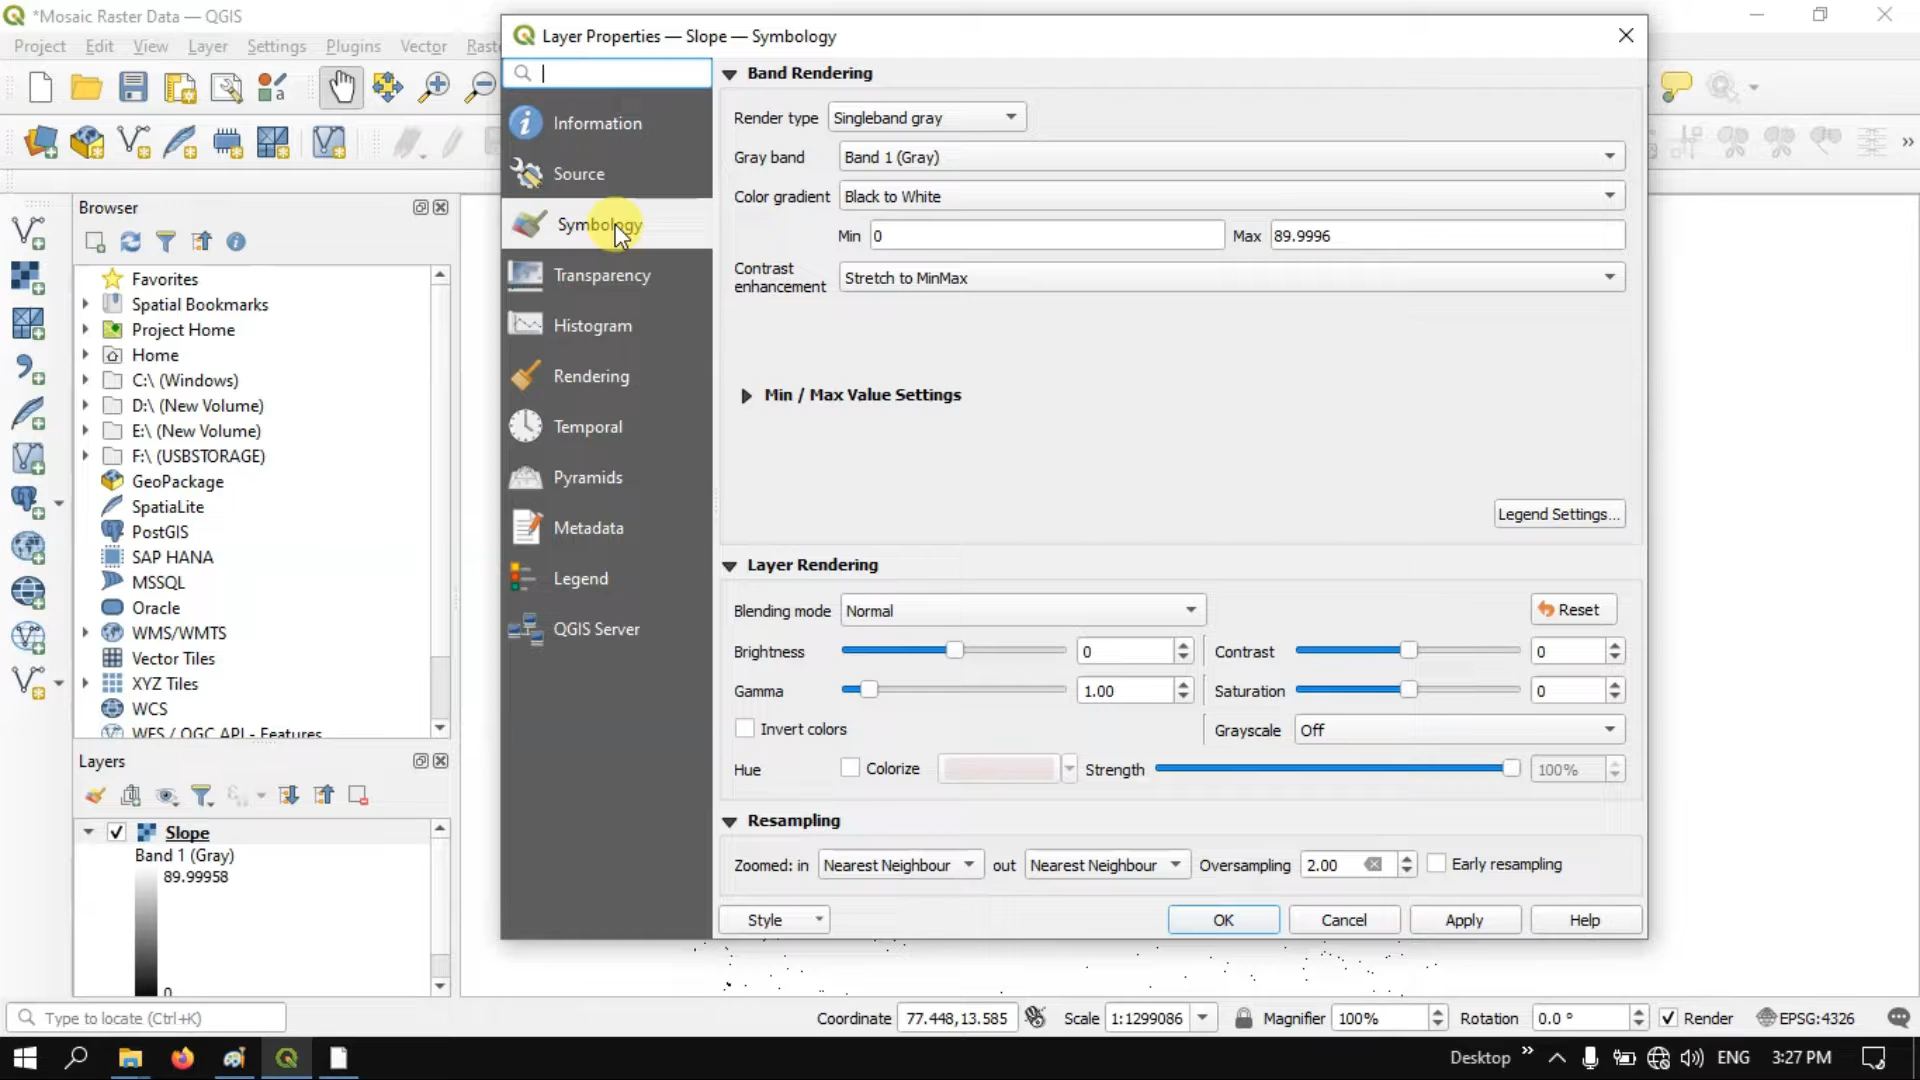 *Mosaic Raster Data — QGIS
Project Edit View Layer Settings Plugins Vector Raste
Browser
Favorites
Spatial Bookmarks
Project Home
Home
C:\ (Windows)
D:\ (New Volume)
E:\ (New Volume)
F:\ (USBSTORAGE)
GeoPackage
SpatiaLite
PostGIS
SAP HANA
MSSQL
Oracle
WMS/WMTS
Vector Tiles
XYZ Tiles
WCS
WFS / OGC API - Features
Layers
Slope
Band 1 (Gray)
89.99958
0
Layer Properties — Slope — Symbology
Information
Source
Symbology
Transparency
Histogram
Rendering
Temporal
Pyramids
Metadata
Legend
QGIS Server
Band Rendering
Render type Singleband gray
Gray band Band 1 (Gray)
Color gradient Black to White
Min 0 Max 89.9996
Contrast
enhancement Stretch to MinMax
Min / Max Value Settings
Legend Settings...
Layer Rendering
Blending mode Normal Reset
Brightness 0 Contrast 0
Gamma 1.00 Saturation 0
Invert colors Grayscale Off
Hue Colorize Strength 100%
Resampling
Zoomed: in Nearest Neighbour out Nearest Neighbour Oversampling 2.00 Early resampling
Style OK Cancel Apply Help
Type to locate (Ctrl+K) Coordinate 77.448,13.585 Scale 1:1299086 Magnifier 100% Rotation 0.0 ° Render EPSG:4326
Desktop ENG 3:27 PM